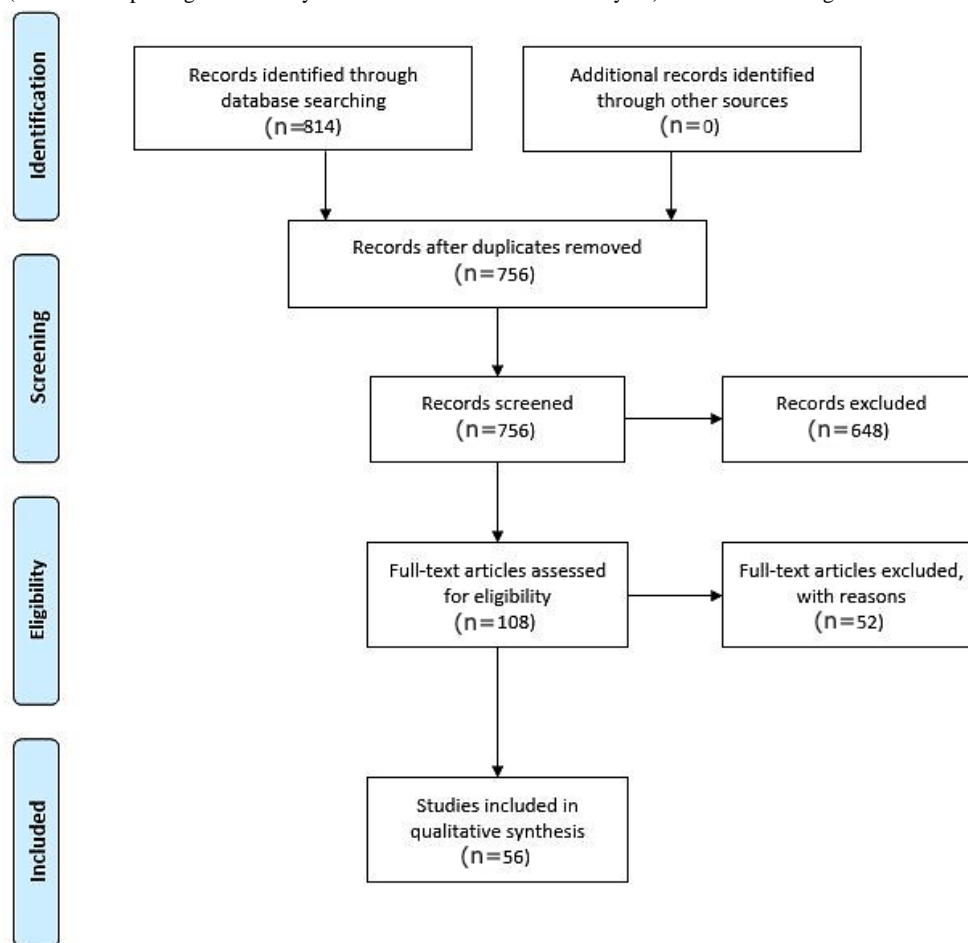 Identification
Records identified through
database searching
(n=814)
Additional records identified
through other sources
(n=0)
Records after duplicates removed
(n=756)
Screening
Records screened
(n=756)
Records excluded
(n=648)
Eligibility
Full-text articles assessed
for eligibility
(n=108)
Full-text articles excluded,
with reasons
(n=52)
Included
Studies included in
qualitative synthesis
(n=56)